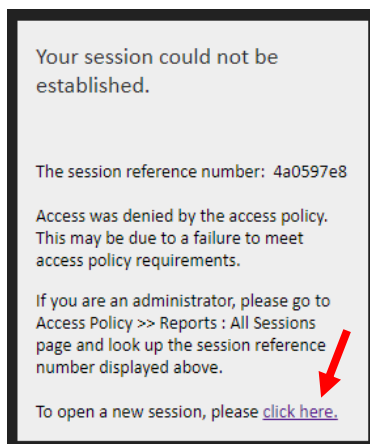 Your session could not be
established.
The session reference number: 4a0597e8
Access was denied by the access policy.
This may be due to a failure to meet
access policy requirements.
If you are an administrator, please go to
Access Policy >> Reports : All Sessions
page and look up the session reference
number displayed above.
To open a new session, please click here.